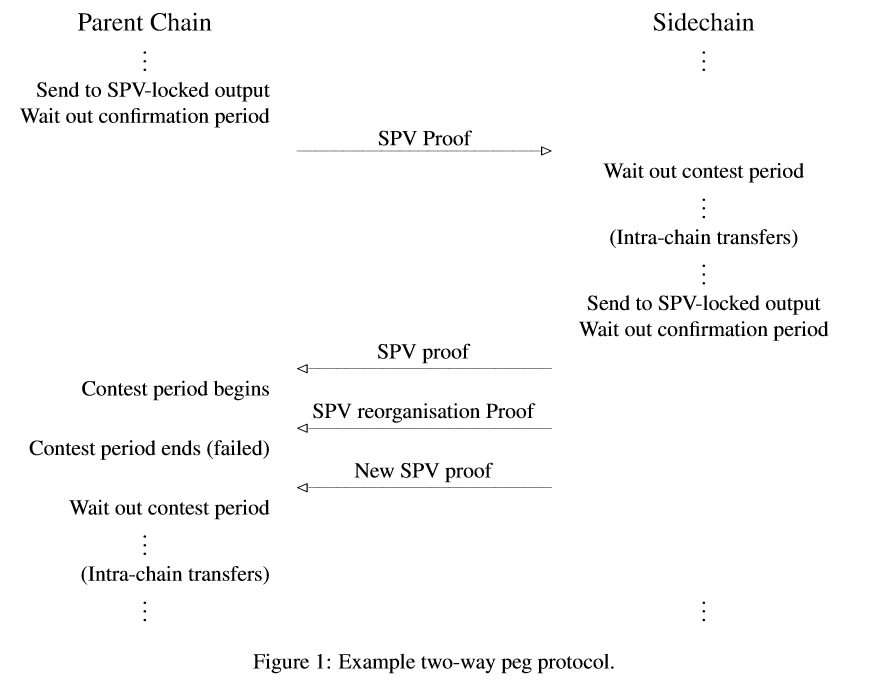 Parent Chain
Sidechain
Send to SPV-locked output
Wait out confirmation period
SPV Proof
Wait out contest period
(Intra-chain transfers)
Send to SPV-locked output
Wait out confirmation period
SPV proof
Contest period begins
SPV reorganisation Proof
Contest period ends (failed)
New SPV proof
Wait out contest period
(Intra-chain transfers)
Figure 1: Example two-way peg protocol.